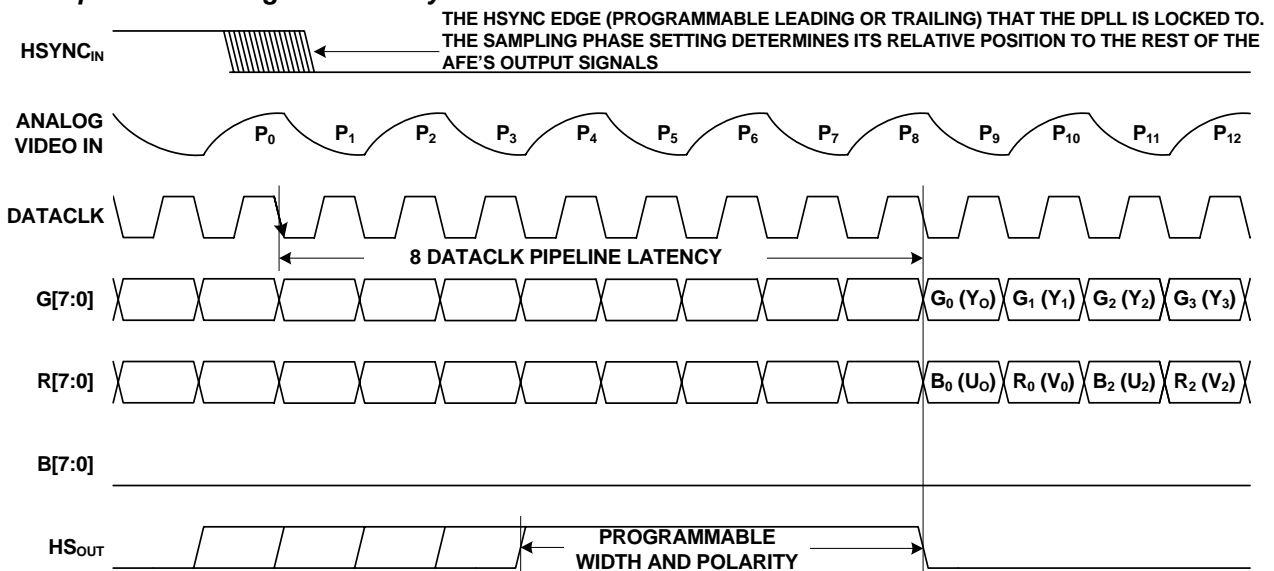 THE HSYNC EDGE (PROGRAMMABLE LEADING OR TRAILING) THAT THE DPLL IS LOCKED TO.
THE SAMPLING PHASE SETTING DETERMINES ITS RELATIVE POSITION TO THE REST OF THE
AFE'S OUTPUT SIGNALS
HSYNCIN
ANALOG
VIDEO IN
P0 P1 P2 P3 P4 P5 P6 P7 P8 P9 P10 P11 P12
DATACLK
8 DATACLK PIPELINE LATENCY
G[7:0]
G0 (YO) G1 (Y1) G2 (Y2) G3 (Y3)
R[7:0]
B0 (UO) R0 (V0) B2 (U2) R2 (V2)
B[7:0]
HSOUT
PROGRAMMABLE
WIDTH AND POLARITY